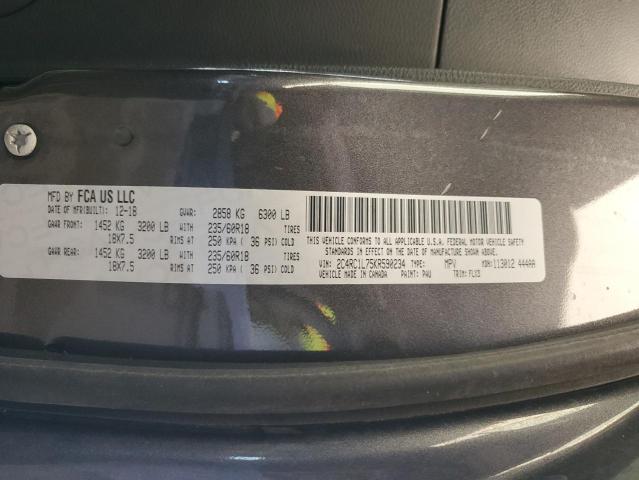 MFD BY FCA US LLC
DATE OF MFR(BUILT): 12-18 GVWR: 2858 KG 6300 LB
GAWR FRONT: 1452 KG 3200 LB WITH 235/60R18 TIRES
18X7.5 RIMS AT 250 KPA ( 36 PSI) COLD
GAWR REAR: 1452 KG 3200 LB WITH 235/60R18 TIRES
18X7.5 RIMS AT 250 KPA ( 36 PSI) COLD
THIS VEHICLE CONFORMS TO ALL APPLICABLE U.S.A. FEDERAL MOTOR VEHICLE SAFETY
STANDARDS IN EFFECT ON THE DATE OF MANUFACTURE SHOWN ABOVE.
VIN: 2C4RC1L75KR590234 MPV MDH:113012 444AA
VEHICLE MADE IN CANADA PAINT: PAU TRIM: FLX3